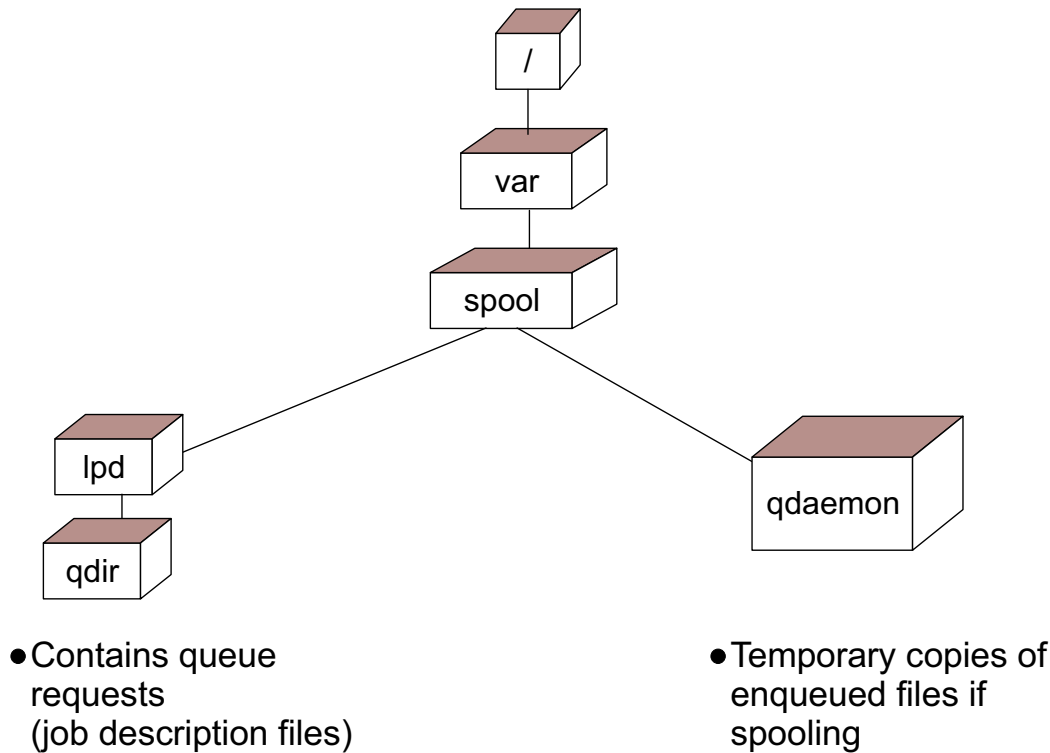 /
var
spool
lpd
qdaemon
qdir
●Contains queue
requests
(job description files)
●Temporary copies of
enqueued files if
spooling